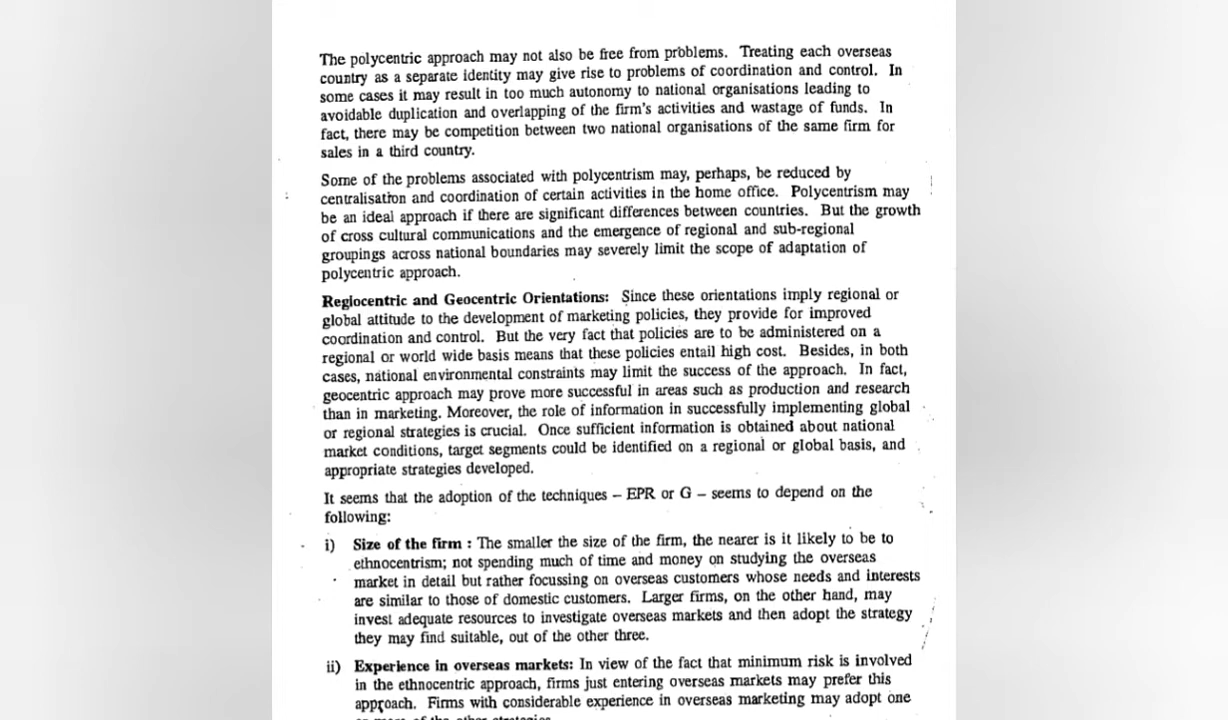 The polycentric approach may not also be free from problems. Treating each overseas
country as a separate identity may give rise to problems of coordination and control. In
some cases it may result in too much autonomy to national organisations leading to
avoidable duplication and overlapping of the firm's activities and wastage of funds. In
fact, there may be competition between two national organisations of the same firm for
sales in a third country.
Some of the problems associated with polycentrism may, perhaps, be reduced by
centralisation and coordination of certain activities in the home office. Polycentrism may
be an ideal approach if there are significant differences between countries. But the growth
of cross cultural communications and the emergence of regional and sub-regional
groupings across national boundaries may severely limit the scope of adaptation of
polycentric approach.
Regiocentric and Geocentric Orientations: Since these orientations imply regional or
global attitude to the development of marketing policies, they provide for improved
coordination and control. But the very fact that policies are to be administered on a
regional or world wide basis means that these policies entail high cost. Besides, in both
cases, national environmental constraints may limit the success of the approach. In fact,
geocentric approach may prove more successful in areas such as production and research
than in marketing. Moreover, the role of information in successfully implementing global
or regional strategies is crucial. Once sufficient information is obtained about national
market conditions, target segments could be identified on a regional or global basis, and
appropriate strategies developed.
It seems that the adoption of the techniques – EPR or G – seems to depend on the
following:
i) Size of the firm : The smaller the size of the firm, the nearer is it likely to be to
ethnocentrism; not spending much of time and money on studying the overseas
market in detail but rather focussing on overseas customers whose needs and interests
are similar to those of domestic customers. Larger firms, on the other hand, may
invest adequate resources to investigate overseas markets and then adopt the strategy
they may find suitable, out of the other three.
ii) Experience in overseas markets: In view of the fact that minimum risk is involved
in the ethnocentric approach, firms just entering overseas markets may prefer this
approach. Firms with considerable experience in overseas marketing may adopt one
of the other strategies